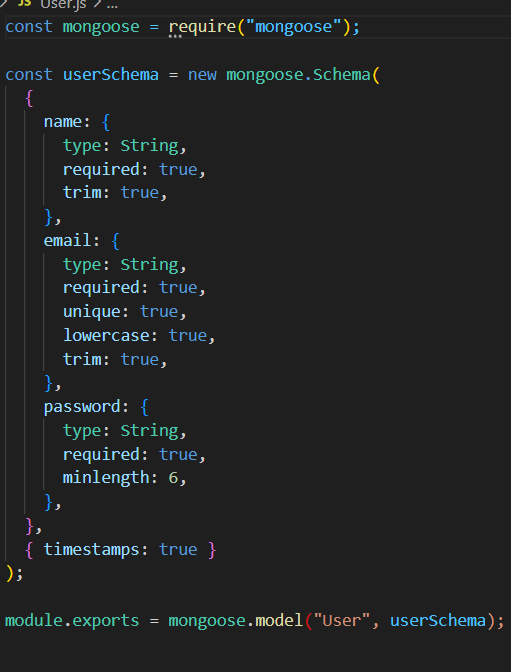 JS User.js > ...
const mongoose = require("mongoose");
const userSchema = new mongoose.Schema(
  {
    name: {
      type: String,
      required: true,
      trim: true,
    },
    email: {
      type: String,
      required: true,
      unique: true,
      lowercase: true,
      trim: true,
    },
    password: {
      type: String,
      required: true,
      minlength: 6,
    },
  },
  { timestamps: true }
);
module.exports = mongoose.model("User", userSchema);